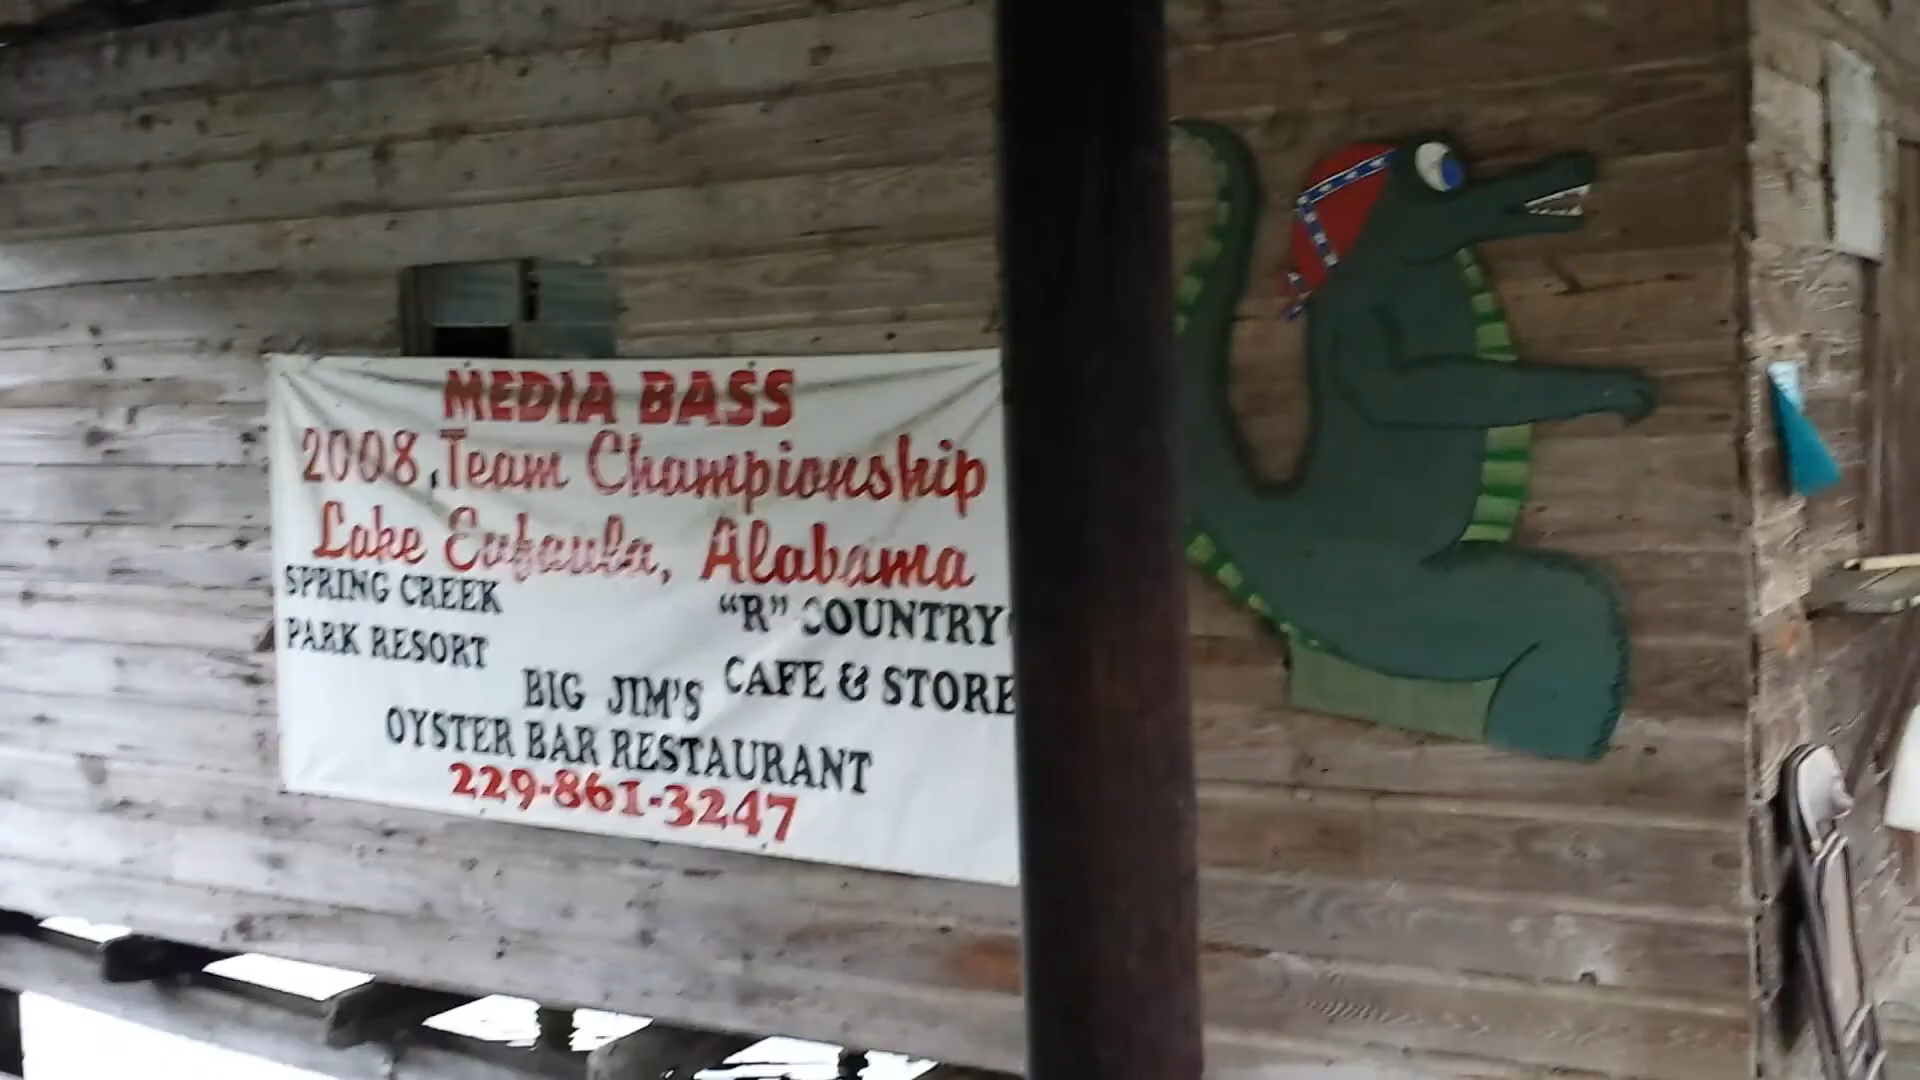 MEDIA BASS
2008 Team Championship
Lake Eufaula, Alabama
SPRING CREEK
PARK RESORT
"R" COUNTRY
CAFE & STORE
BIG JIM'S
OYSTER BAR RESTAURANT
229-861-3247